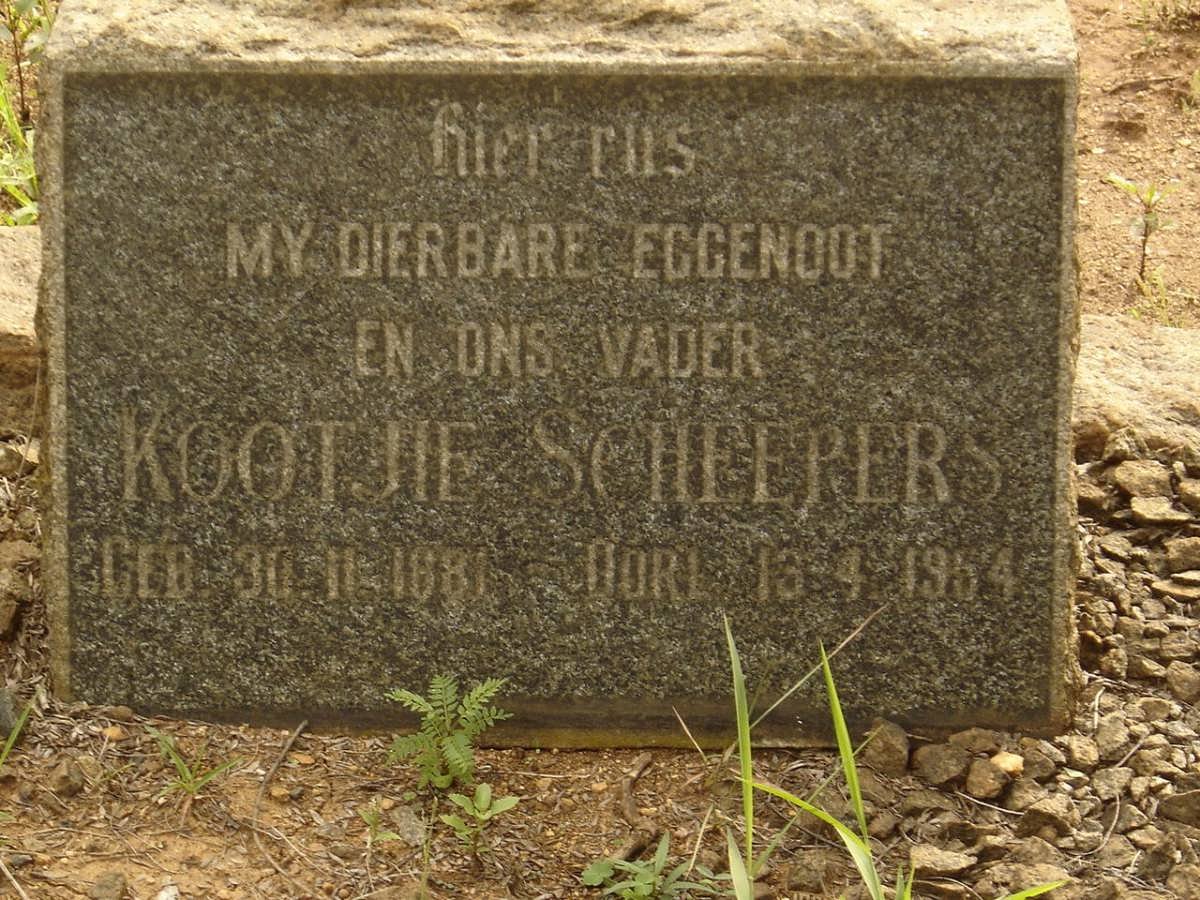 Hier rus
MY DIERBARE EGGENOOT
EN ONS VADER
KOOTJIE SCHEEPERS
GEB. 30.11.1881 - OORL. 13.4.1954